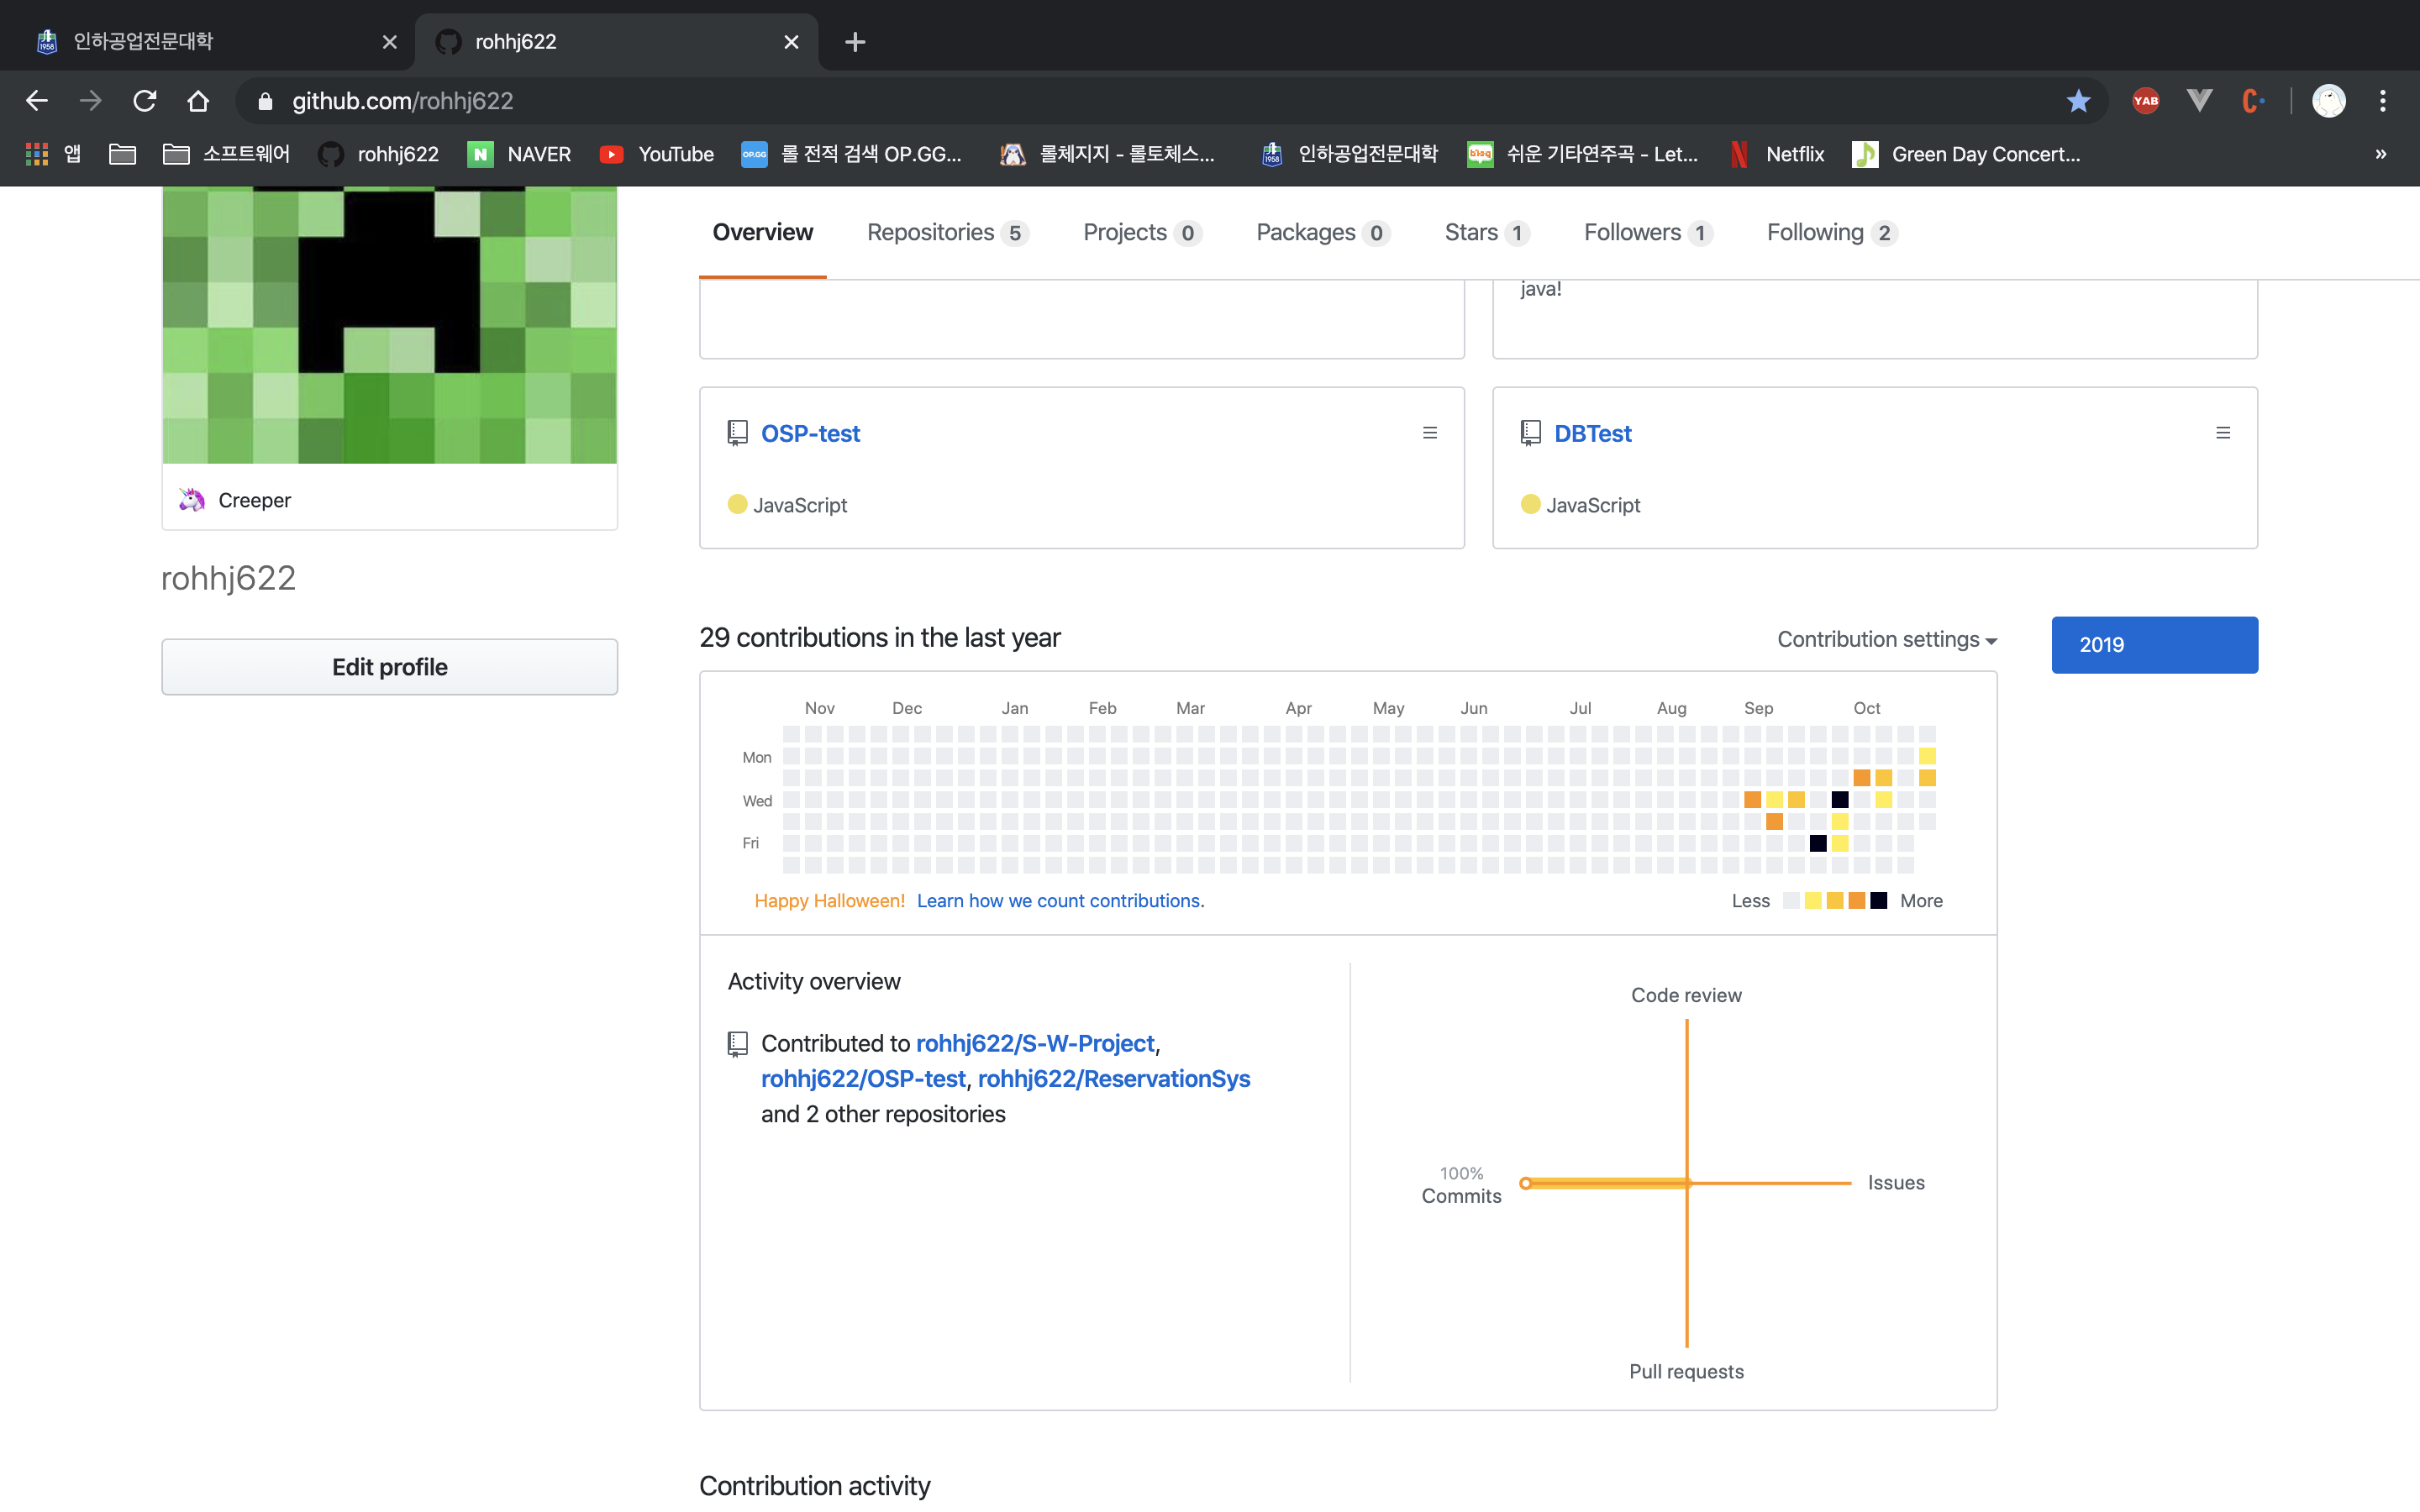 인하공업전문대학
rohhj622
github.com/rohhj622
YAB
앱
소프트웨어
rohhj622
N NAVER
YouTube
OP.GG 롤 전적 검색 OP.GG...
롤체지지 - 롤토체스...
1958 인하공업전문대학
blog 쉬운 기타연주곡 - Let...
Netflix
Green Day Concert...
»
Overview
Repositories 5
Projects 0
Packages 0
Stars 1
Followers 1
Following 2
java!
OSP-test
DBTest
JavaScript
JavaScript
Creeper
rohhj622
Edit profile
29 contributions in the last year
Contribution settings
2019
Nov Dec Jan Feb Mar Apr May Jun Jul Aug Sep Oct
Mon
Wed
Fri
Happy Halloween! Learn how we count contributions.
Less More
Activity overview
Contributed to rohhj622/S-W-Project,
rohhj622/OSP-test, rohhj622/ReservationSys
and 2 other repositories
Code review
100%
Commits
Issues
Pull requests
Contribution activity